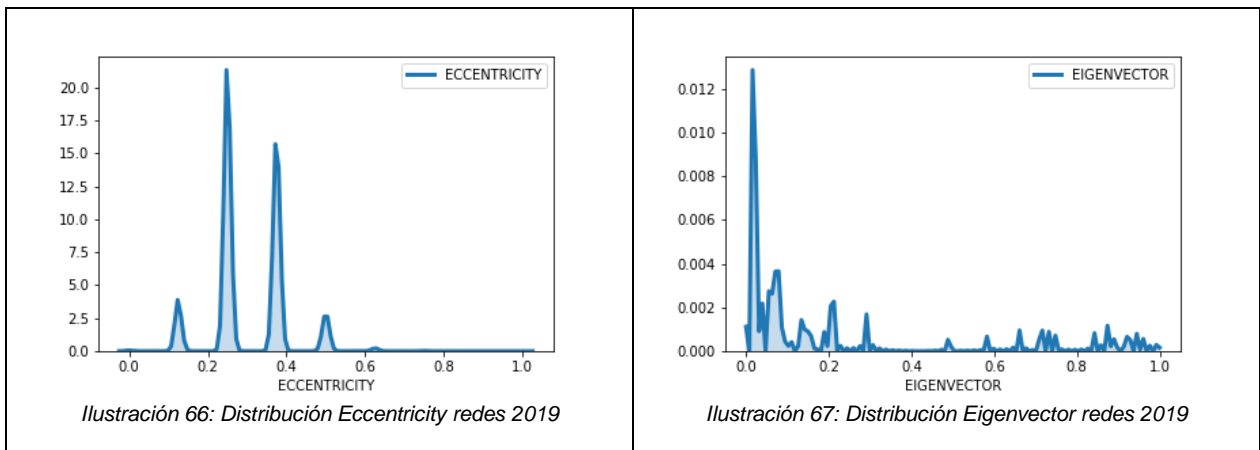 ECCENTRICITY
20.0
17.5
15.0
12.5
10.0
7.5
5.0
2.5
0.0
0.0 0.2 0.4 0.6 0.8 1.0
ECCENTRICITY
Ilustración 66: Distribución Eccentricity redes 2019
EIGENVECTOR
0.012
0.010
0.008
0.006
0.004
0.002
0.000
0.0 0.2 0.4 0.6 0.8 1.0
EIGENVECTOR
Ilustración 67: Distribución Eigenvector redes 2019